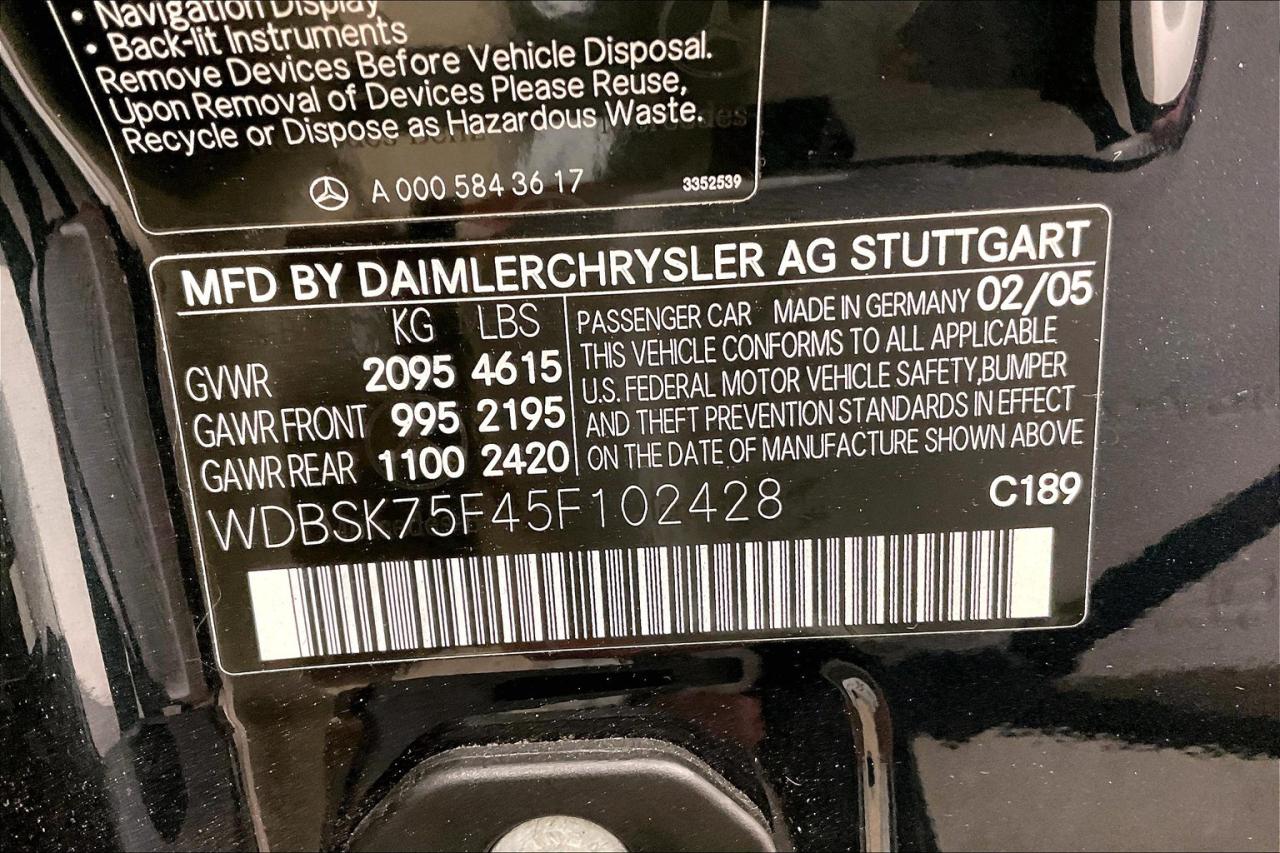 • Navigation Display
• Back-lit Instruments
Remove Devices Before Vehicle Disposal.
Upon Removal of Devices Please Reuse,
Recycle or Dispose as Hazardous Waste.
A 000 584 36 17 3352539
MFD BY DAIMLERCHRYSLER AG STUTTGART
KG LBS
GVWR 2095 4615
GAWR FRONT 995 2195
GAWR REAR 1100 2420
PASSENGER CAR MADE IN GERMANY 02/05
THIS VEHICLE CONFORMS TO ALL APPLICABLE
U.S. FEDERAL MOTOR VEHICLE SAFETY,BUMPER
AND THEFT PREVENTION STANDARDS IN EFFECT
ON THE DATE OF MANUFACTURE SHOWN ABOVE
WDBSK75F45F102428
C189